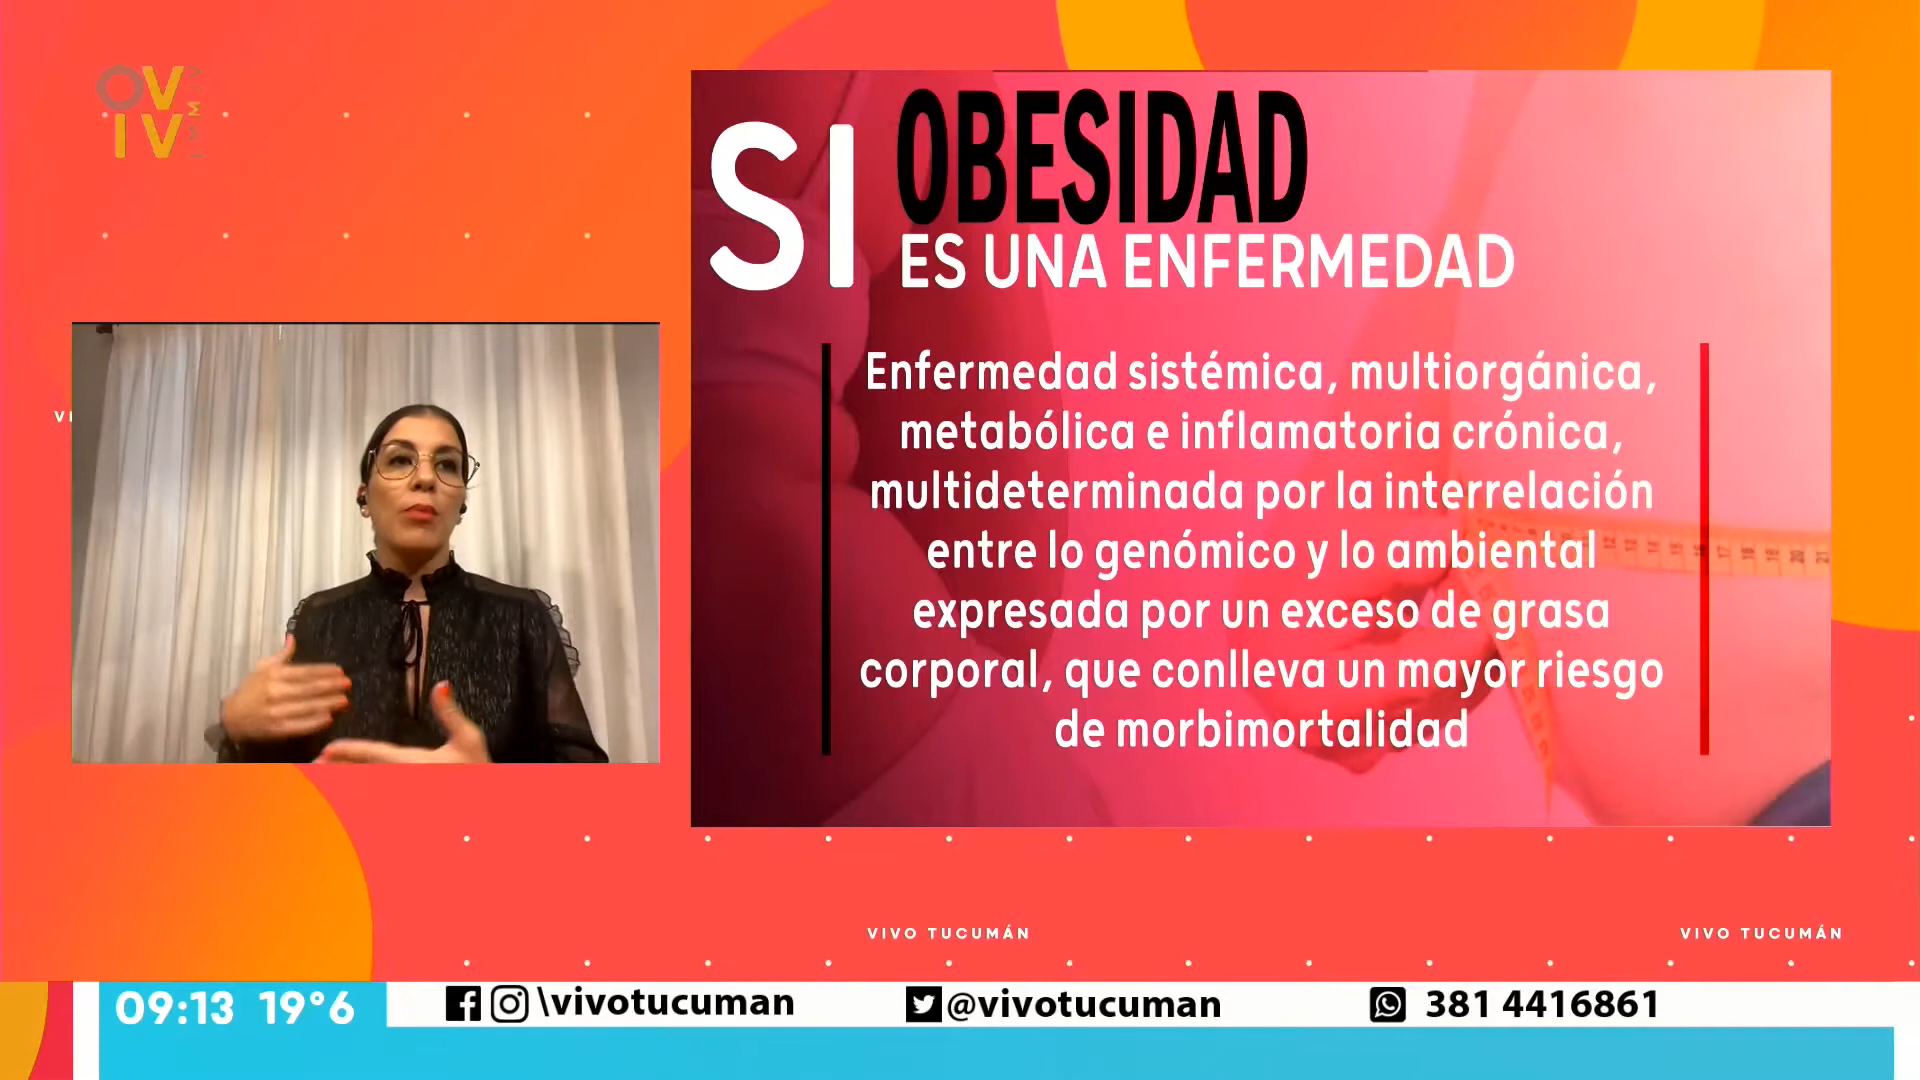 OV
IV
SI
OBESIDAD
ES UNA ENFERMEDAD
Enfermedad sistémica, multiorgánica,
metabólica e inflamatoria crónica,
multideterminada por la interrelación
entre lo genómico y lo ambiental
expresada por un exceso de grasa
corporal, que conlleva un mayor riesgo
de morbimortalidad
VIVO TUCUMÁN
VIVO TUCUMÁN
09:13 19°6
\vivotucuman
@vivotucuman
381 4416861